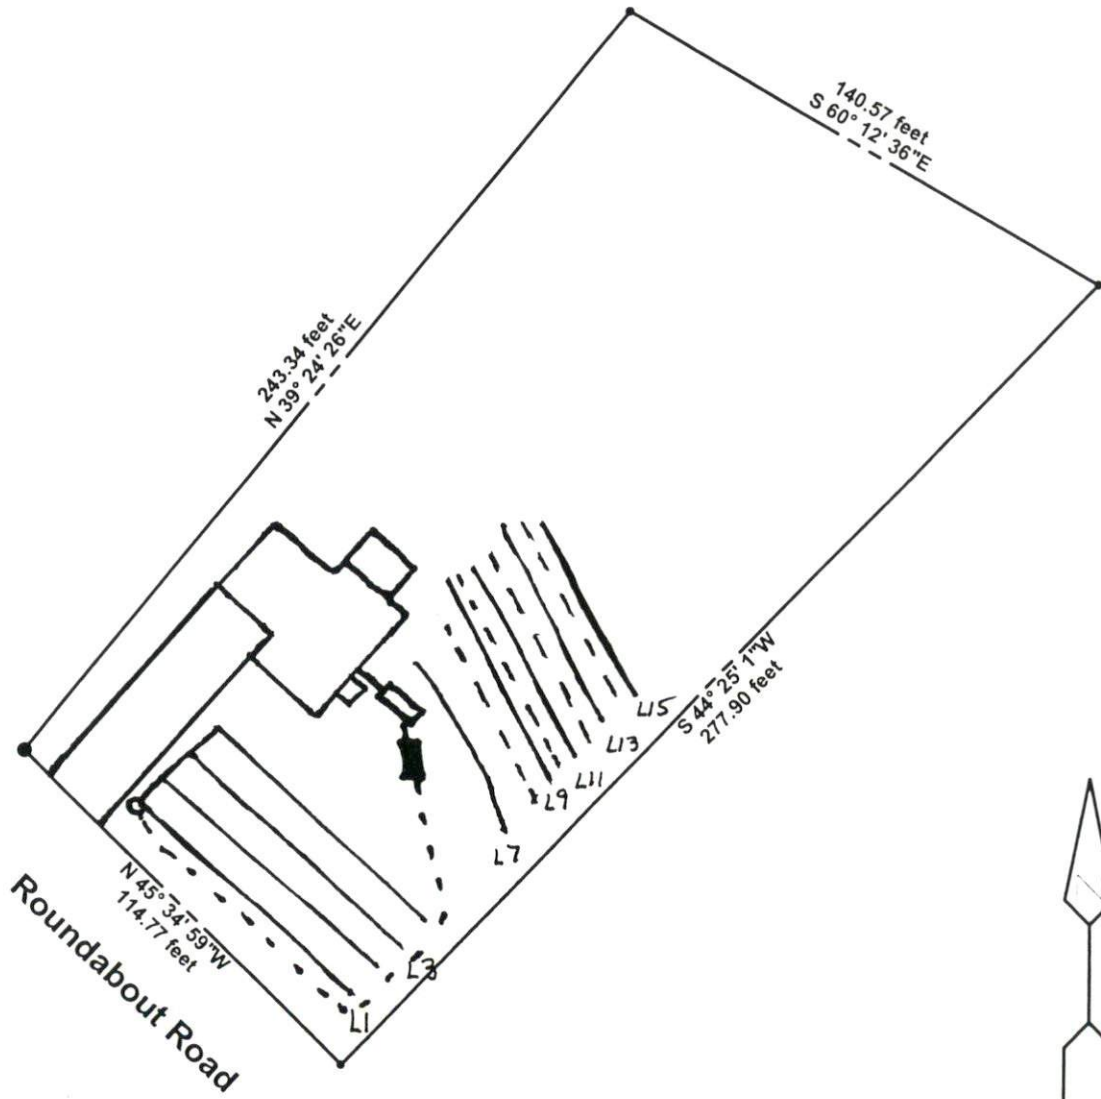 140.57 feet
S 60° 12' 36"E
243.34 feet
N 39° 24' 26"E
S 44° 25' 1"W
277.90 feet
L15
L13
L11
L9
L7
L3
L1
N 45° 34' 59"W
114.77 feet
Roundabout Road